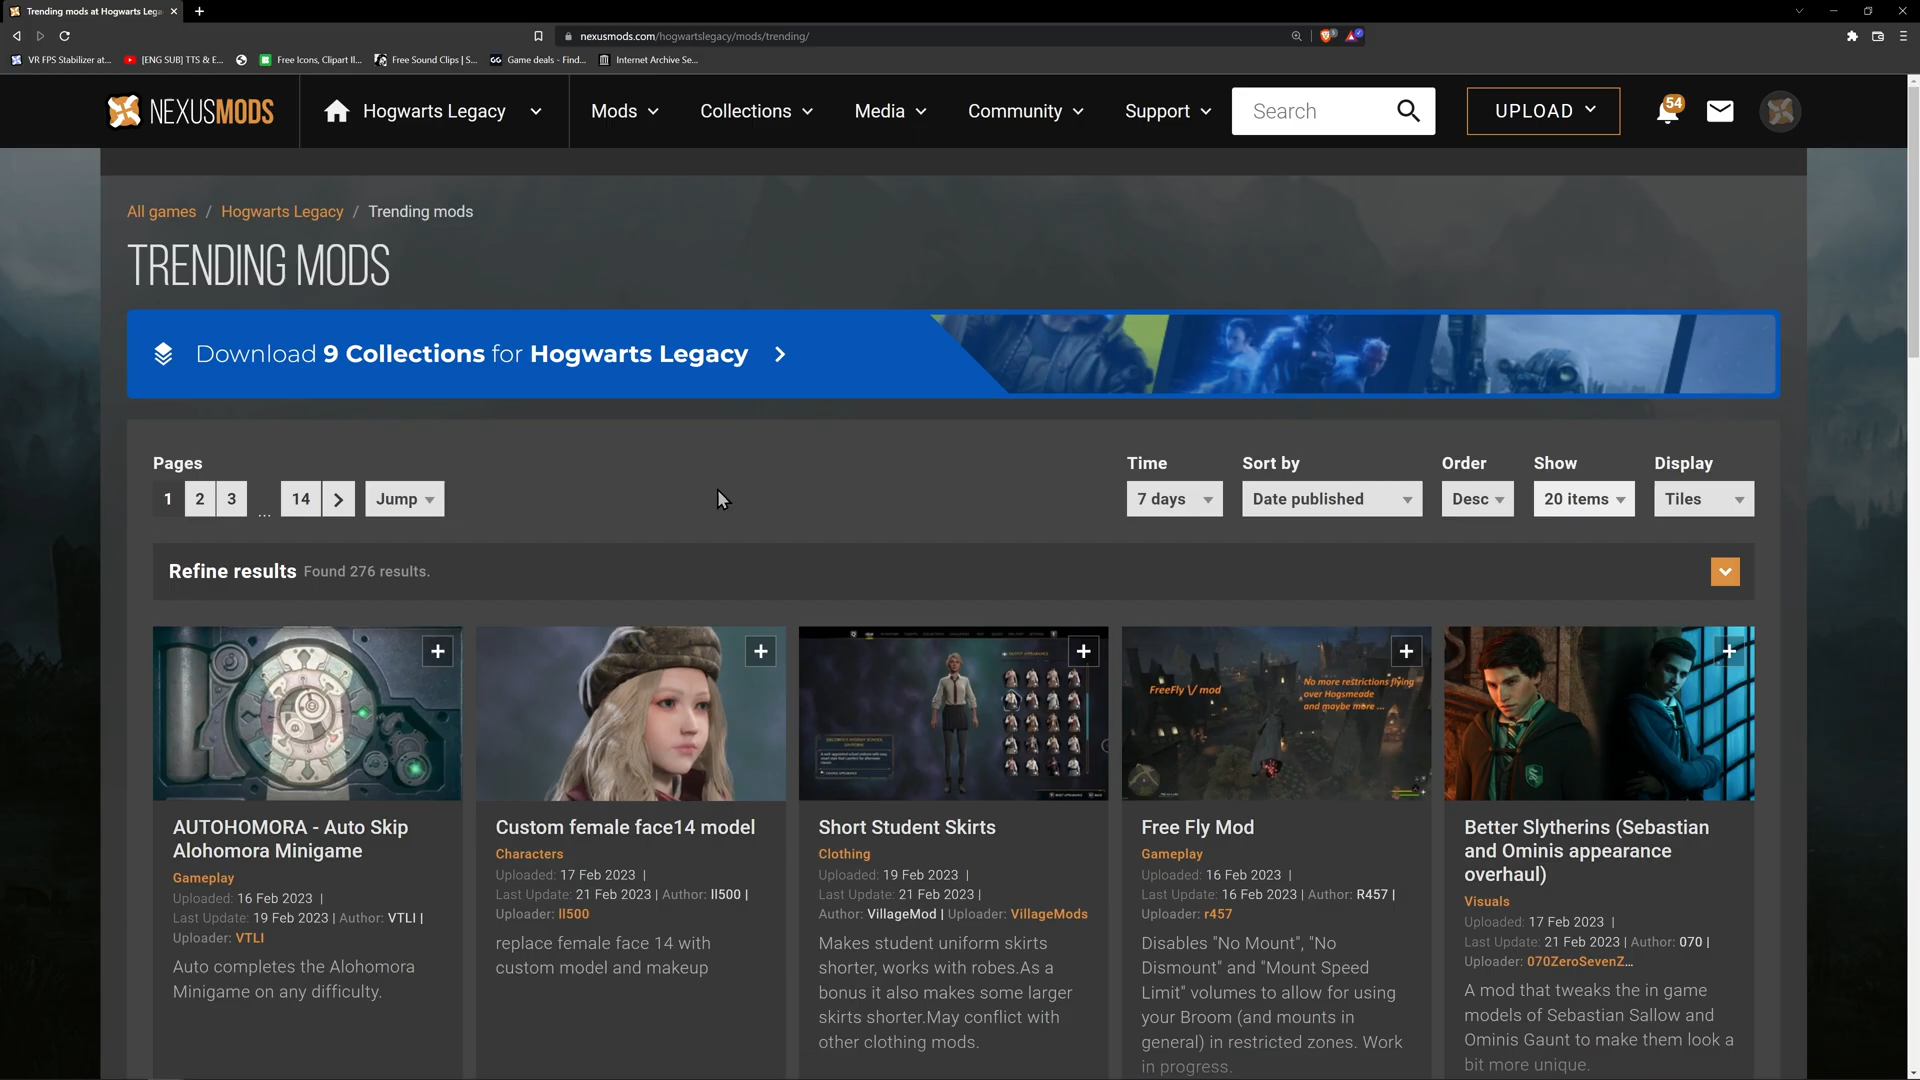 Trending mods at Hogwarts Lega
nexusmods.com/hogwartslegacy/mods/trending/
VR FPS Stabilizer at...
[ENG SUB] TTS & E...
Free Icons, Clipart Il...
Free Sound Clips | S...
GG Game deals - Find...
Internet Archive Se...
NEXUSMODS
Hogwarts Legacy
Mods
Collections
Media
Community
Support
Search
UPLOAD
54
All games / Hogwarts Legacy / Trending mods
TRENDING MODS
Download 9 Collections for Hogwarts Legacy
Pages
1 2 3 ... 14 > Jump
Time
7 days
Sort by
Date published
Order
Desc
Show
20 items
Display
Tiles
Refine results Found 276 results.
AUTOHOMORA - Auto Skip
Alohomora Minigame
Gameplay
Uploaded: 16 Feb 2023 |
Last Update: 19 Feb 2023 | Author: VTLI |
Uploader: VTLI
Auto completes the Alohomora
Minigame on any difficulty.
Custom female face14 model
Characters
Uploaded: 17 Feb 2023 |
Last Update: 21 Feb 2023 | Author: ll500 |
Uploader: ll500
replace female face 14 with
custom model and makeup
Short Student Skirts
Clothing
Uploaded: 19 Feb 2023 |
Last Update: 21 Feb 2023 |
Author: VillageMod | Uploader: VillageMods
Makes student uniform skirts
shorter, works with robes.As a
bonus it also makes some larger
skirts shorter.May conflict with
other clothing mods.
FreeFly \/ mod
No more restrictions flying
over Hogsmeade
and maybe more ...
Free Fly Mod
Gameplay
Uploaded: 16 Feb 2023 |
Last Update: 16 Feb 2023 | Author: R457 |
Uploader: r457
Disables "No Mount", "No
Dismount" and "Mount Speed
Limit" volumes to allow for using
your Broom (and mounts in
general) in restricted zones. Work
in progress.
Better Slytherins (Sebastian
and Ominis appearance
overhaul)
Visuals
Uploaded: 17 Feb 2023 |
Last Update: 21 Feb 2023 | Author: 070 |
Uploader: 070ZeroSevenZ...
A mod that tweaks the in game
models of Sebastian Sallow and
Ominis Gaunt to make them look a
bit more unique.